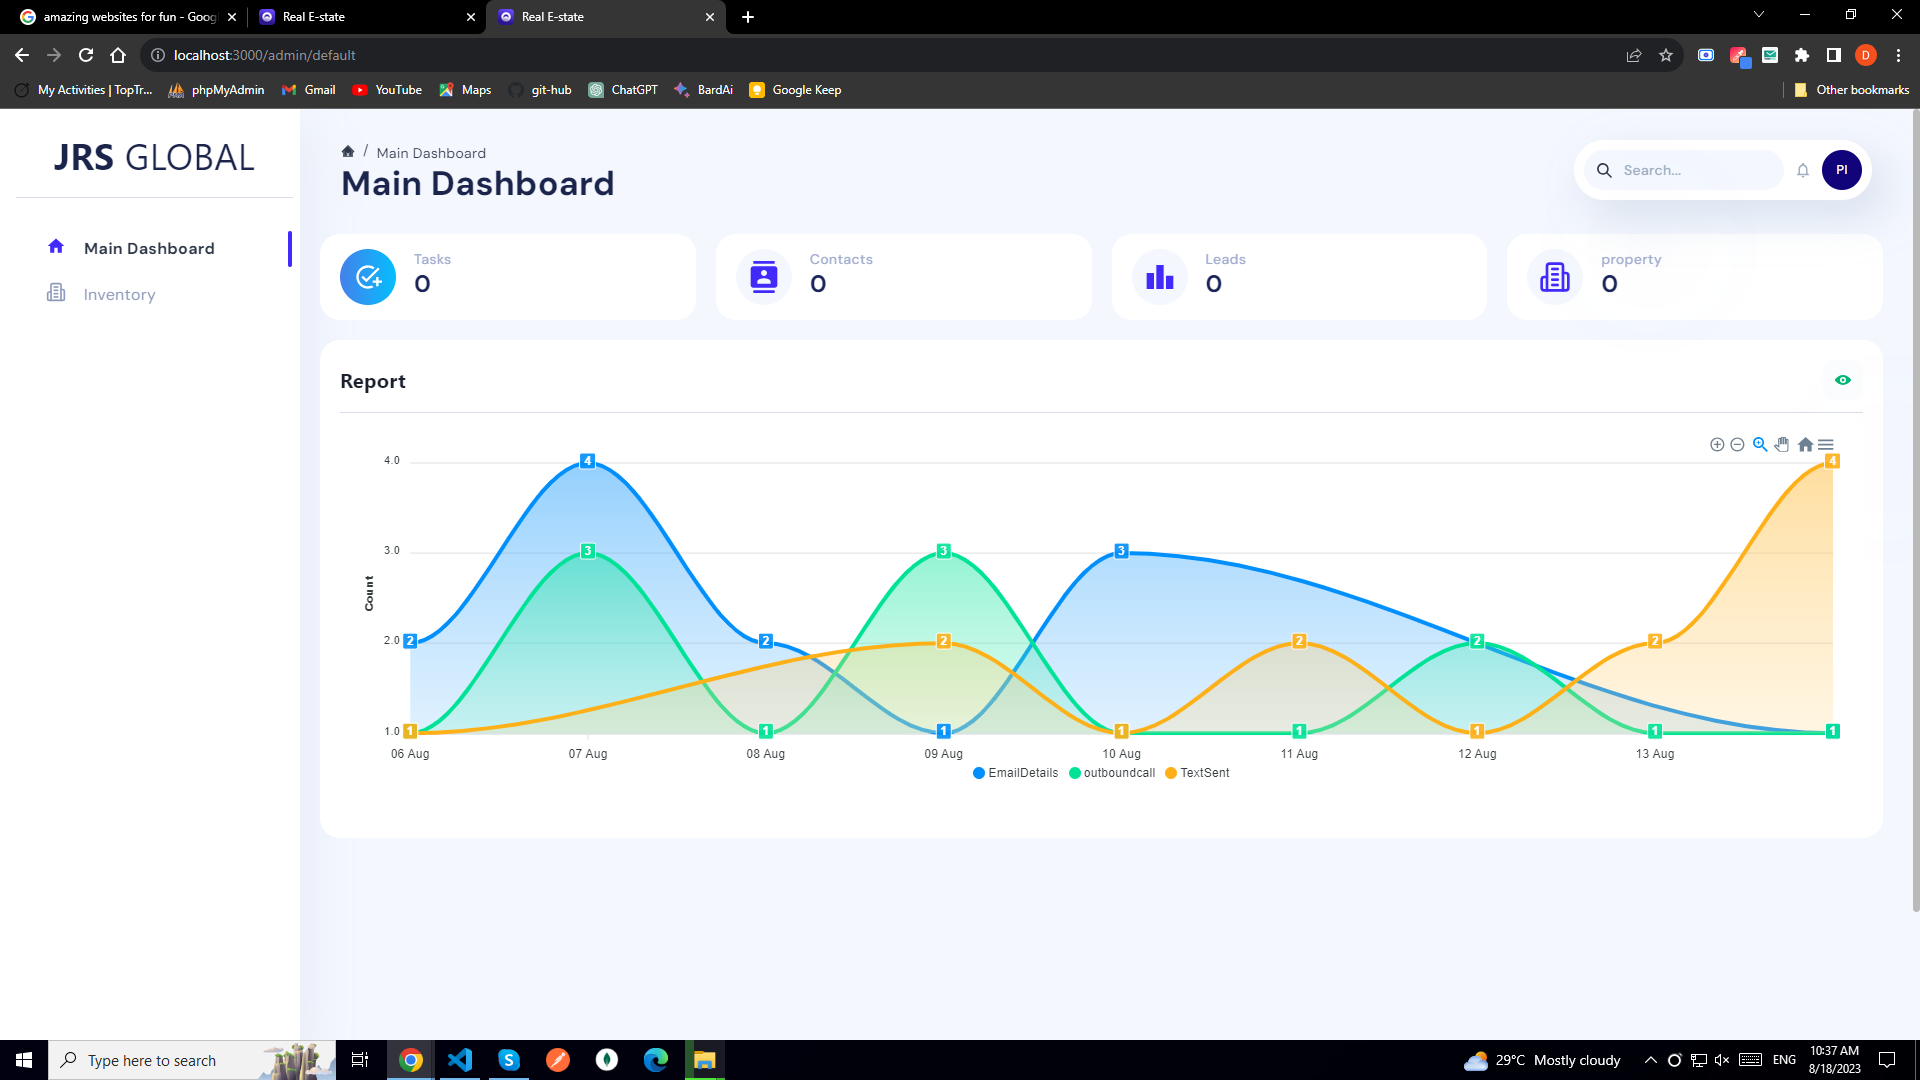 amazing websites for fun - Goog
Real E-state
Real E-state
localhost:3000/admin/default
D
My Activities | TopTr...
phpMyAdmin
Gmail
YouTube
Maps
git-hub
ChatGPT
BardAi
Google Keep
Other bookmarks
JRS GLOBAL
/ Main Dashboard
Main Dashboard
Search...
PI
Main Dashboard
Inventory
Tasks
0
Contacts
0
Leads
0
property
0
Report
4.0
3.0
2.0
1.0
Count
4
4
3
3
3
2
2
2
2
2
2
1
1
1
1
1
1
1
1
06 Aug
07 Aug
08 Aug
09 Aug
10 Aug
11 Aug
12 Aug
13 Aug
EmailDetails
outboundcall
TextSent
Type here to search
29°C Mostly cloudy
ENG
10:37 AM
8/18/2023